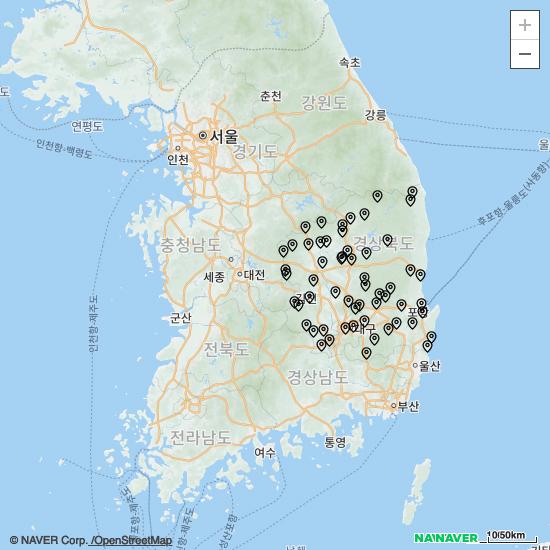 +
−
속초
춘천
강원도
강릉
도
연평도
서울
인천
경기도
인천항-백령도
울
후포항-울릉도(사동항)
충청남도
세종
대전
경상북도
김천
포항
군산
전북도
대구
경상남도
울산
부산
인천항-제주도
전라남도
여수
통영
© NAVER Corp. /OpenStreetMap
NAVER
10/50km